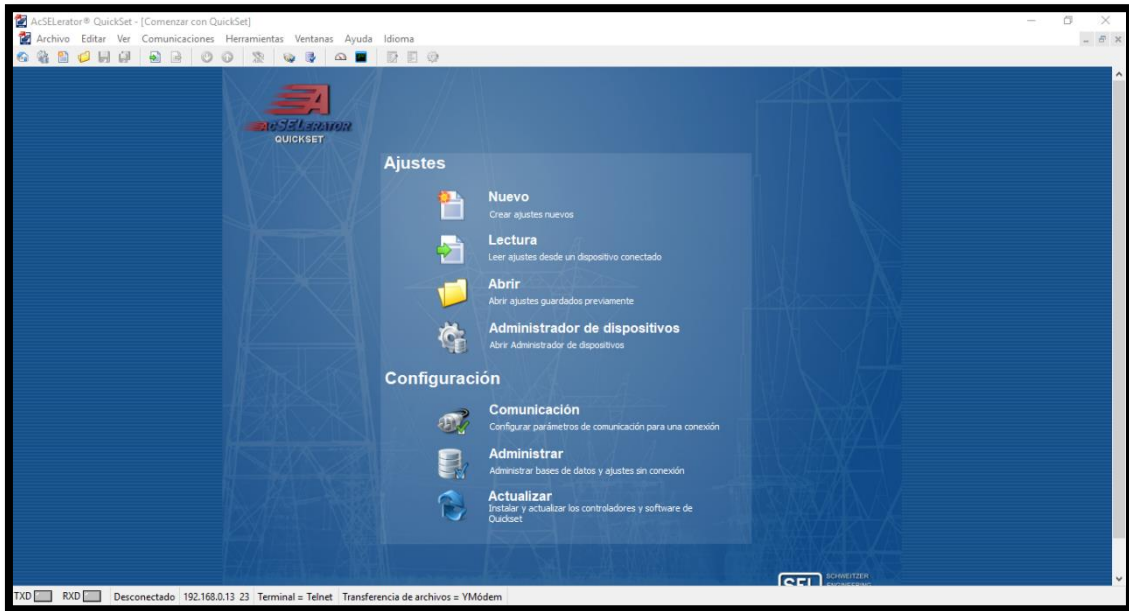 AcSELerator® QuickSet - [Comenzar con QuickSet]
Archivo Editar Ver Comunicaciones Herramientas Ventanas Ayuda Idioma
ACSELERATOR
QUICKSET
Ajustes
Nuevo
Crear ajustes nuevos
Lectura
Leer ajustes desde un dispositivo conectado
Abrir
Abrir ajustes guardados previamente
Administrador de dispositivos
Abrir Administrador de dispositivos
Configuración
Comunicación
Configurar parámetros de comunicación para una conexión
Administrar
Administrar bases de datos y ajustes sin conexión
Actualizar
Instalar y actualizar los controladores y software de
Quickset
SEL SCHWEITZER
ENGINEERING
TXD RXD Desconectado 192.168.0.13 23 Terminal = Telnet Transferencia de archivos = YMódem